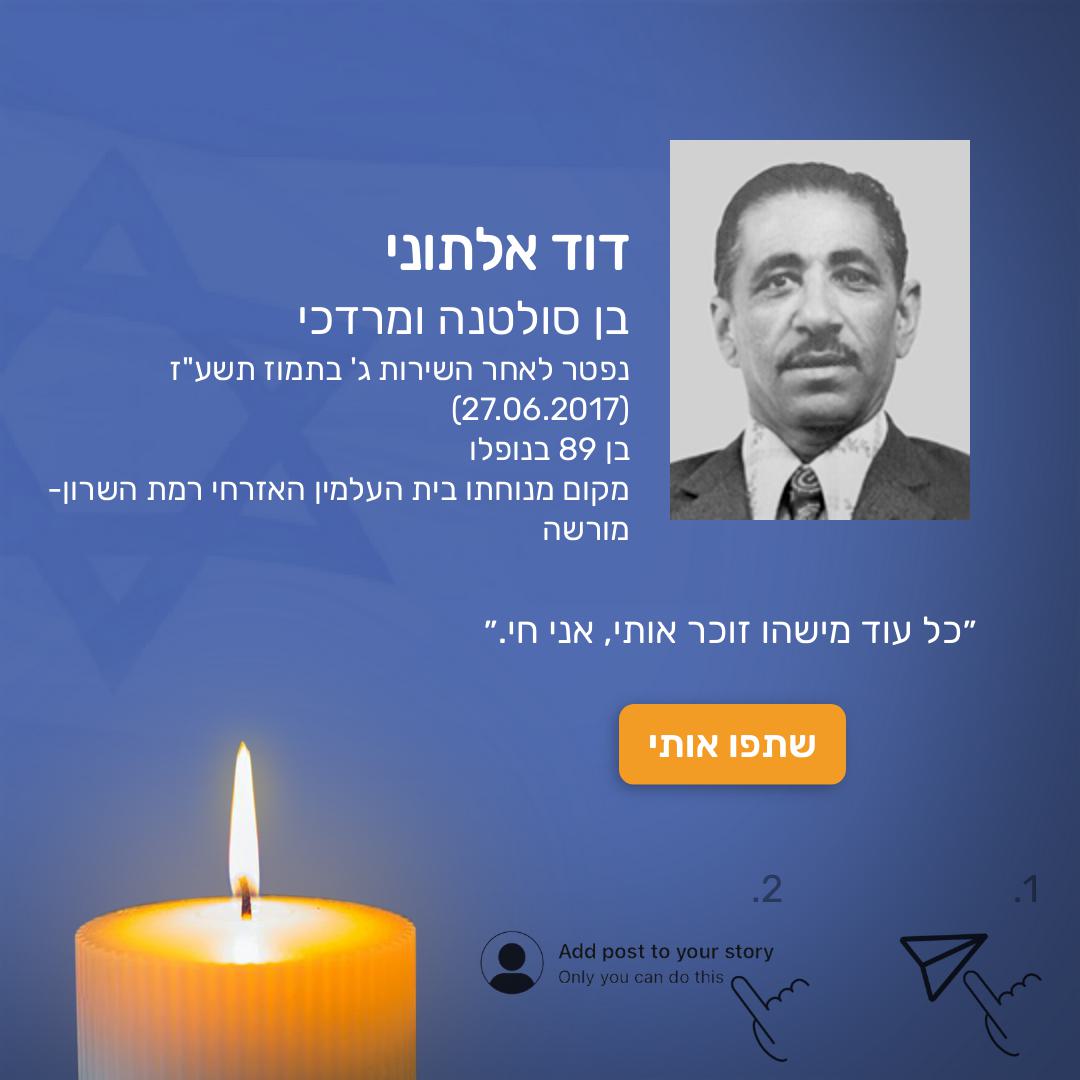 דוד אלתוני
בן סולטנה ומרדכי
נפטר לאחר השירות ג' בתמוז תשע"ז
(27.06.2017)
בן 89 בנופלו
מקום מנוחתו בית העלמין האזרחי רמת השרון-
מורשה
״כל עוד מישהו זוכר אותי, אני חי.״
שתפו אותי
1.
2.
Add post to your story
Only you can do this